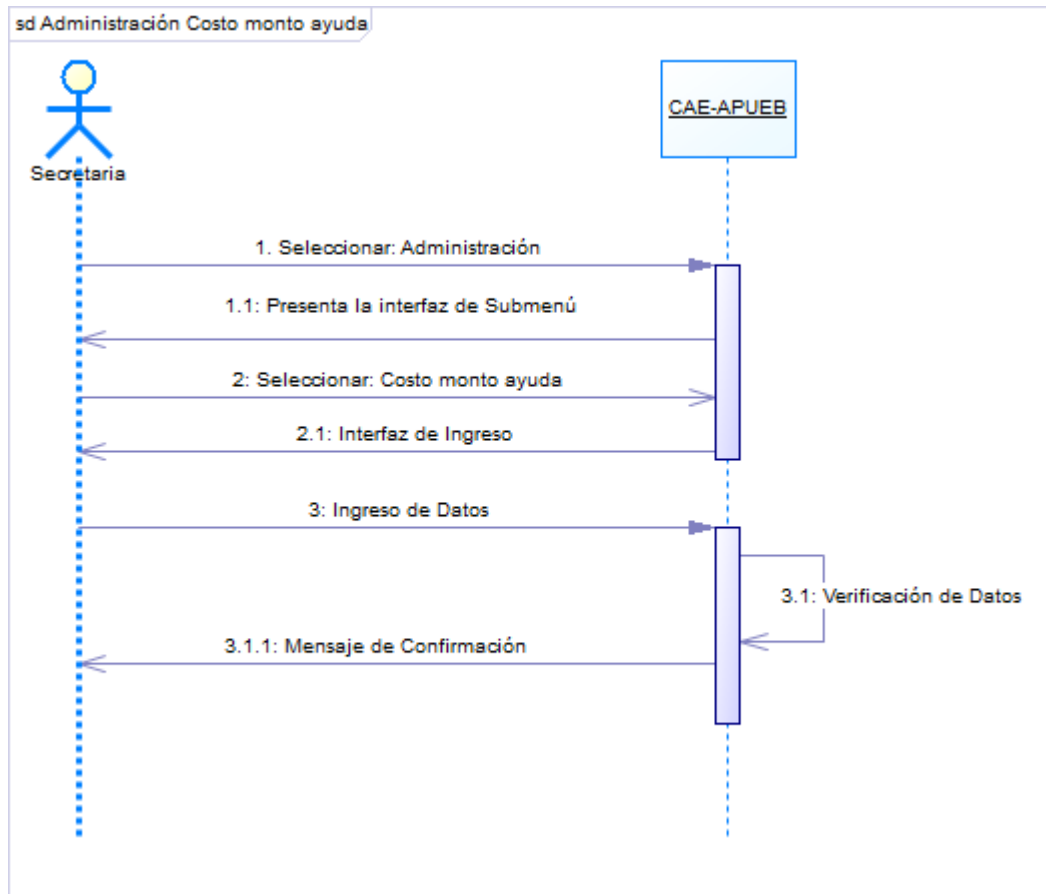 sd Administración Costo monto ayuda
CAE-APUEB
Secretaria
1. Seleccionar: Administración
1.1: Presenta la interfaz de Submenú
2: Seleccionar: Costo monto ayuda
2.1: Interfaz de Ingreso
3: Ingreso de Datos
3.1: Verificación de Datos
3.1.1: Mensaje de Confirmación